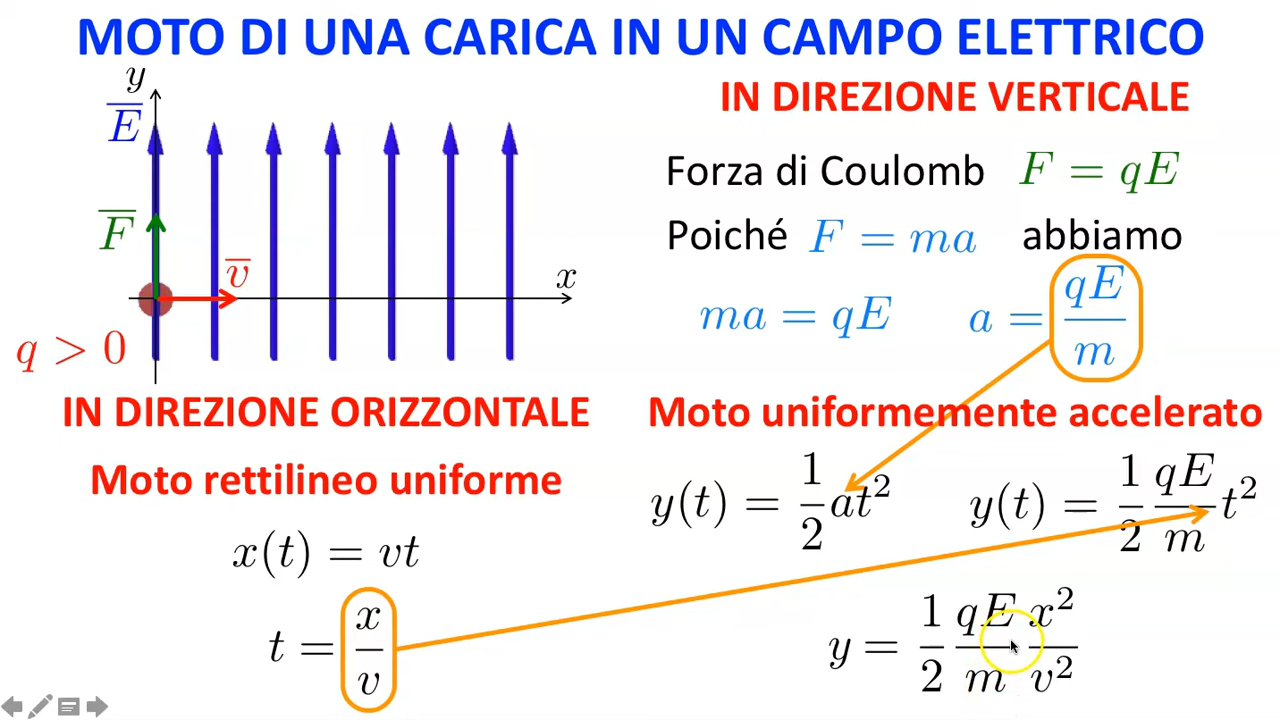 MOTO DI UNA CARICA IN UN CAMPO ELETTRICO
y
E̅
F̅
v̅
x
q > 0
IN DIREZIONE ORIZZONTALE
Moto rettilineo uniforme
x(t) = vt
t = x/v
IN DIREZIONE VERTICALE
Forza di Coulomb F = qE
Poiché F = ma abbiamo
ma = qE a = qE/m
Moto uniformemente accelerato
y(t) = 1/2 at² y(t) = 1/2 qE/m t²
y = 1/2 qE/m x²/v²